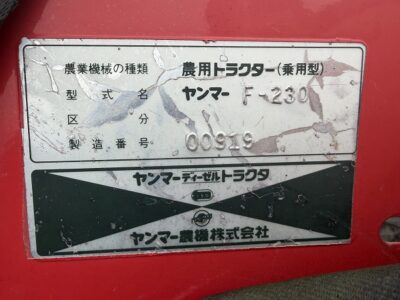 農業機械の種類 農用トラクター(乗用型)
型式名 ヤンマー F-230
区分
製造番号 00919
ヤンマーディーゼルトラクタ
ヤンマー農機株式会社